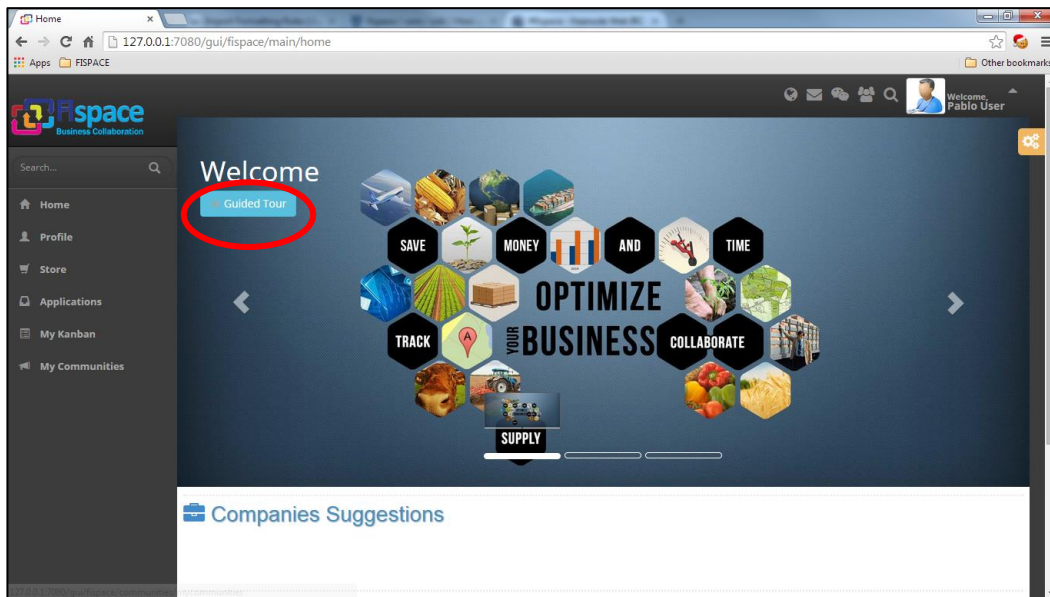 Home
127.0.0.1:7080/gui/fispace/main/home
Apps FISPACE Other bookmarks
FIspace
Business Collaboration
Welcome,
Pablo User
Search...
Home
Profile
Store
Applications
My Kanban
My Communities
Welcome
Guided Tour
SAVE MONEY AND TIME
OPTIMIZE
YOUR BUSINESS
TRACK A COLLABORATE
SUPPLY
Companies Suggestions